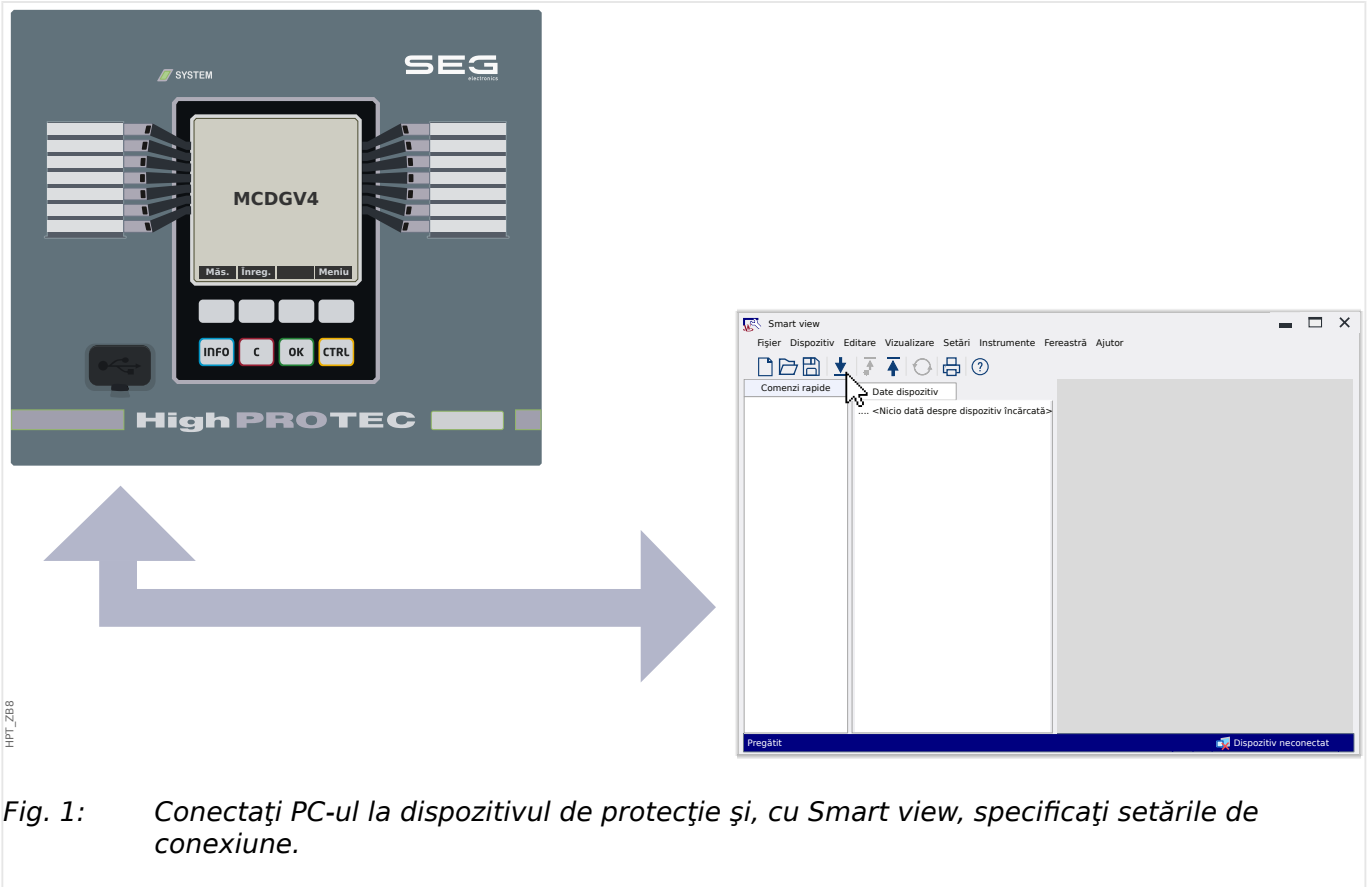 SYSTEM
SEG
electronics
MCDGV4
Măs. Înreg. Meniu
INFO C OK CTRL
HighPROTEC
Smart view
Fişier Dispozitiv Editare Vizualizare Setări Instrumente Fereastră Ajutor
Comenzi rapide
Date dispozitiv
.... <Nicio dată despre dispozitiv încărcată>
Pregătit
Dispozitiv neconectat
HPT_ZB8
Fig. 1: Conectaţi PC-ul la dispozitivul de protecţie şi, cu Smart view, specificaţi setările de
conexiune.